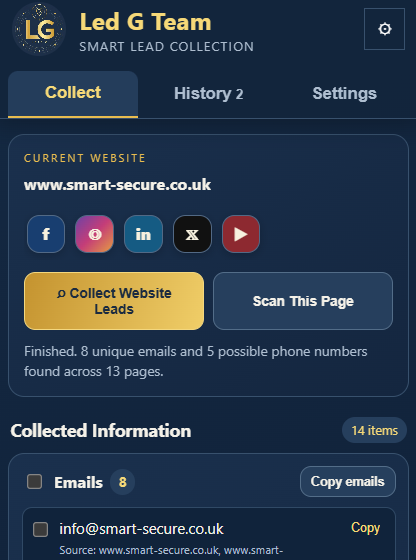 LG
Led G Team
SMART LEAD COLLECTION
Collect
History 2
Settings
CURRENT WEBSITE
www.smart-secure.co.uk
f
in
X
Collect Website
Leads
Scan This Page
Finished. 8 unique emails and 5 possible phone numbers
found across 13 pages.
Collected Information
14 items
Emails 8
Copy emails
info@smart-secure.co.uk
Copy
Source: www.smart-secure.co.uk, www.smart-